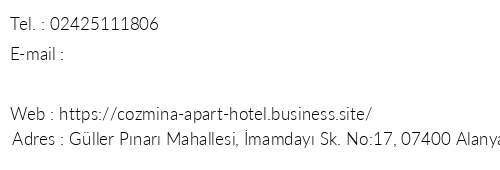 Tel. : 02425111806
E-mail :
Web : https://cozmina-apart-hotel.business.site/
Adres : Güller Pınarı Mahallesi, İmamdayı Sk. No:17, 07400 Alanya